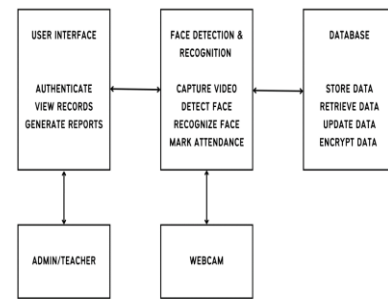 USER INTERFACE
AUTHENTICATE
VIEW RECORDS
GENERATE REPORTS
FACE DETECTION &
RECOGNITION
CAPTURE VIDEO
DETECT FACE
RECOGNIZE FACE
MARK ATTENDANCE
DATABASE
STORE DATA
RETRIEVE DATA
UPDATE DATA
ENCRYPT DATA
ADMIN/TEACHER
WEBCAM